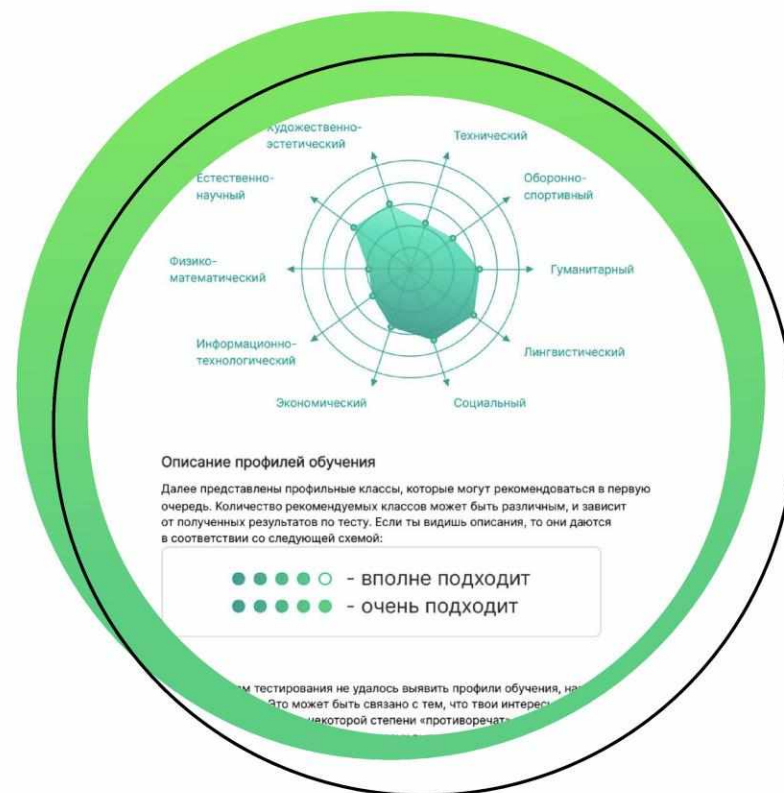 Художественно-
эстетический
Технический
Естественно-
научный
Оборонно-
спортивный
Физико-
математический
Гуманитарный
Информационно-
технологический
Лингвистический
Экономический
Социальный
Описание профилей обучения
Далее представлены профильные классы, которые могут рекомендоваться в первую
очередь. Количество рекомендуемых классов может быть различным, и зависит
от полученных результатов по тесту. Если ты видишь описания, то они даются
в соответствии со следующей схемой:
- вполне подходит
- очень подходит
тестирования не удалось выявить профили обучения,
Это может быть связано с тем, что твои
некоторой степени «противоречат»